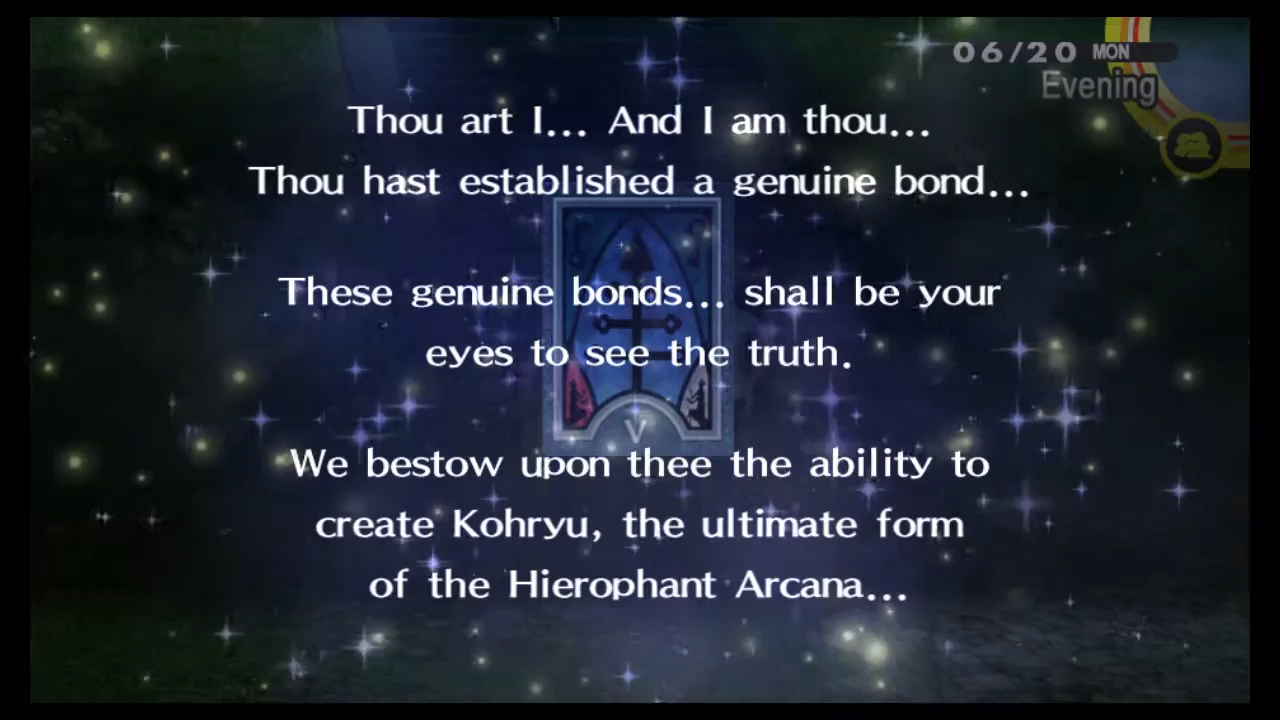 06/20 MON
Evening
Thou art I... And I am thou...
Thou hast established a genuine bond...
These genuine bonds... shall be your
eyes to see the truth.
V
We bestow upon thee the ability to
create Kohryu, the ultimate form
of the Hierophant Arcana...